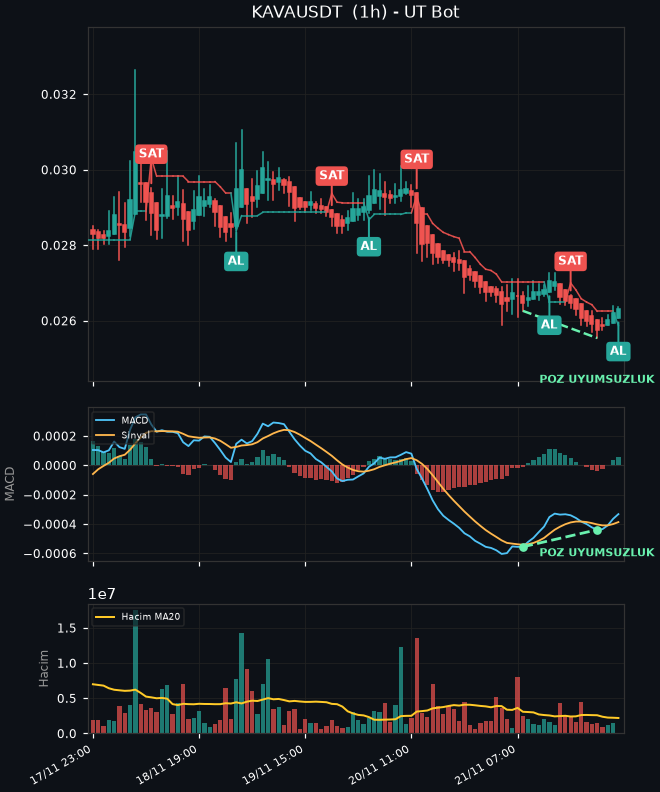 KAVAUSDT (1h) - UT Bot
0.032
0.030
0.028
0.026
SAT
SAT
SAT
SAT
AL
AL
AL
AL
POZ UYUMSUZLUK
MACD
0.0002
0.0000
−0.0002
−0.0004
−0.0006
MACD
Sinyal
POZ UYUMSUZLUK
1e7
Hacim
1.5
1.0
0.5
0.0
Hacim MA20
17/11 23:00
18/11 19:00
19/11 15:00
20/11 11:00
21/11 07:00